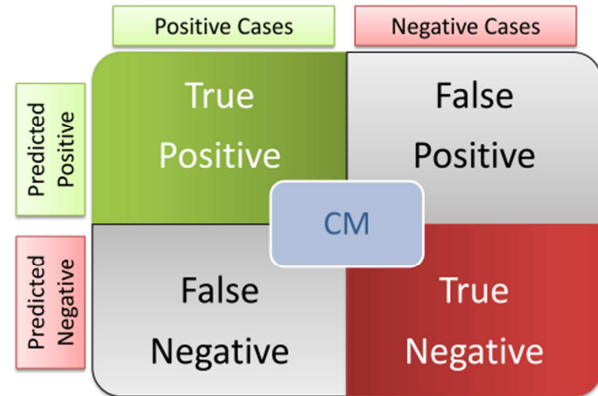 Positive Cases
Negative Cases
Predicted
Positive
True
Positive
False
Positive
CM
Predicted
Negative
False
Negative
True
Negative